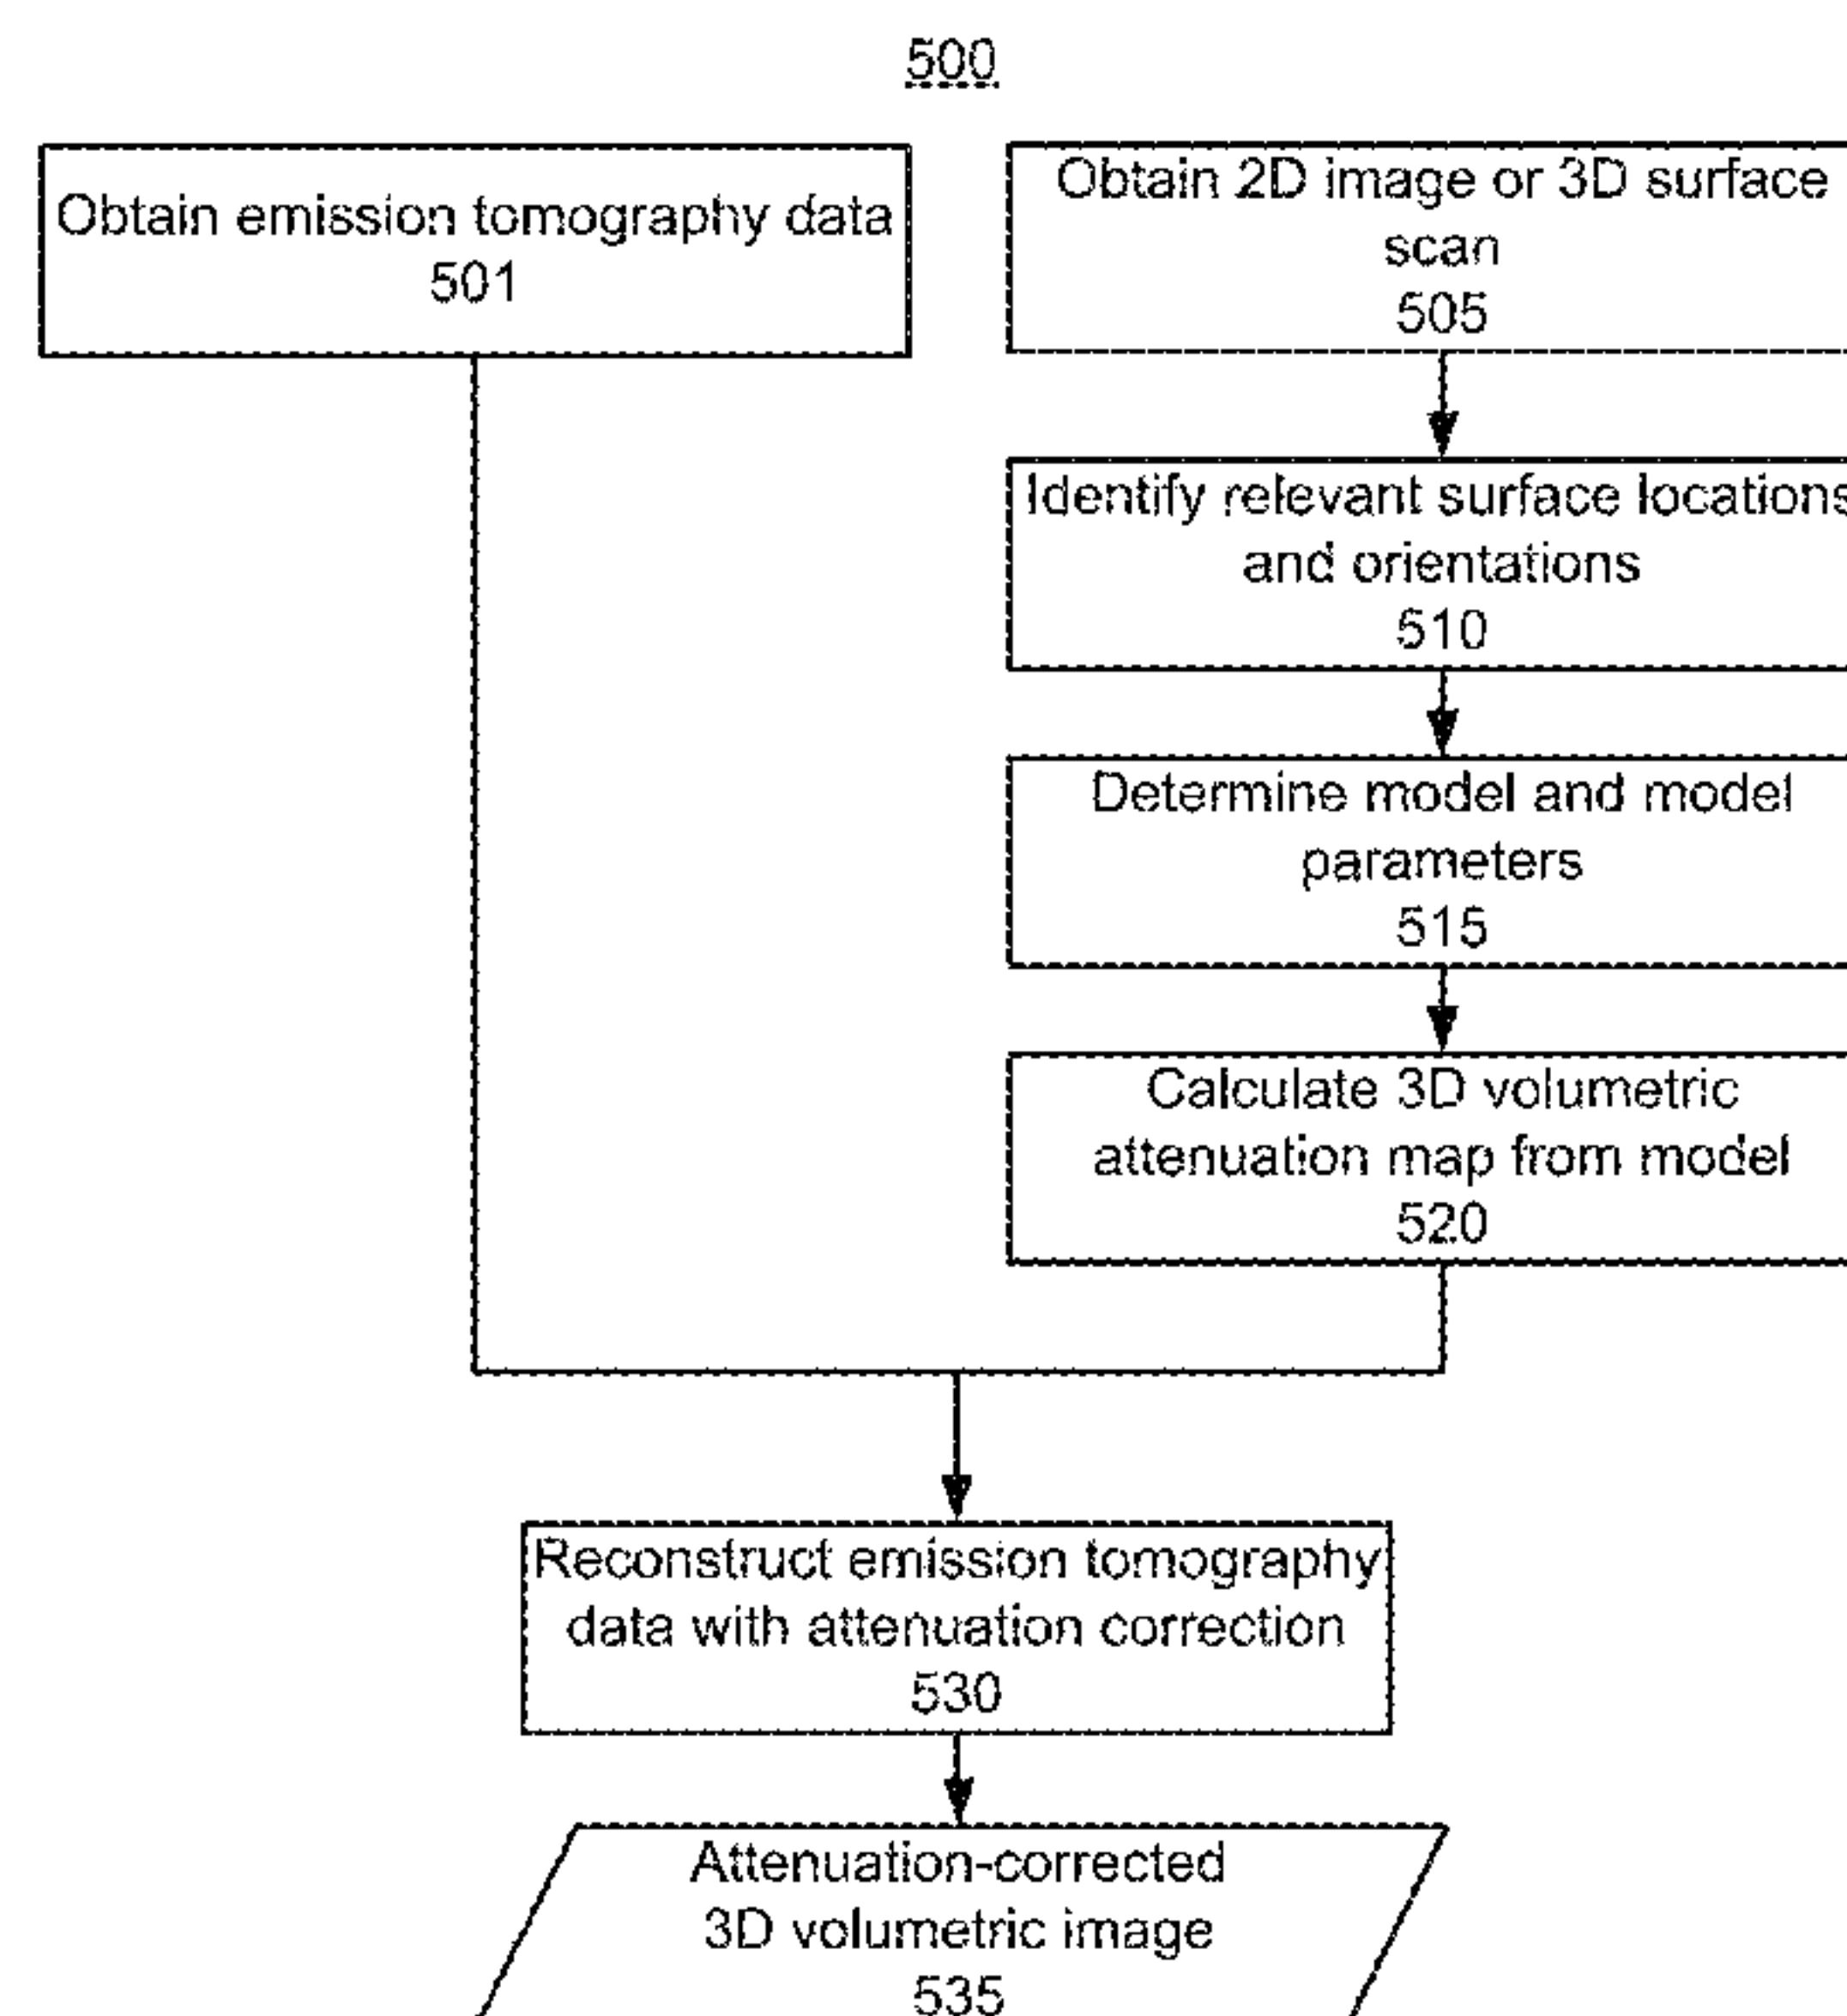 500
Obtain emission tomography data
501
Obtain 2D image or 3D surface
scan
505
Identify relevant surface locations
and orientations
510
Determine model and model
parameters
515
Calculate 3D volumetric
attenuation map from model
520
Reconstruct emission tomography
data with attenuation correction
530
Attenuation-corrected
3D volumetric image
535